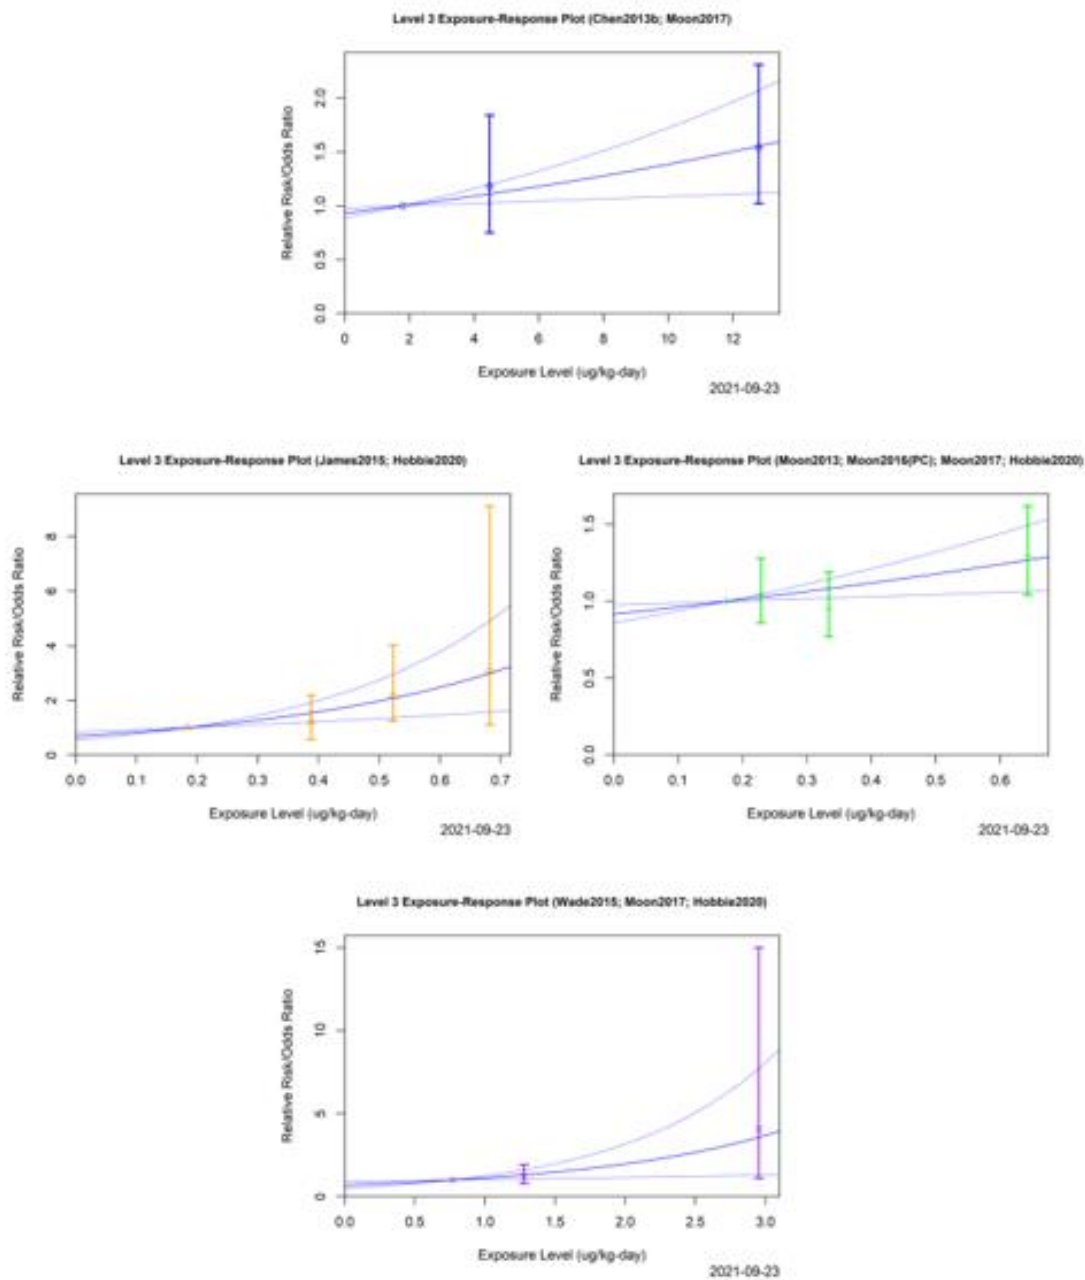 Level 3 Exposure-Response Plot (Chen2013b; Moon2017)
Relative Risk/Odds Ratio
0.0 0.5 1.0 1.5 2.0
0 2 4 6 8 10 12
Exposure Level (ug/kg-day)
2021-09-23
Level 3 Exposure-Response Plot (James2015; Hobbie2020)
Relative Risk/Odds Ratio
0 2 4 6 8
0.0 0.1 0.2 0.3 0.4 0.5 0.6 0.7
Exposure Level (ug/kg-day)
2021-09-23
Level 3 Exposure-Response Plot (Moon2013; Moon2016(PC); Moon2017; Hobbie2020)
Relative Risk/Odds Ratio
0.0 0.5 1.0 1.5
0.0 0.1 0.2 0.3 0.4 0.5 0.6
Exposure Level (ug/kg-day)
2021-09-23
Level 3 Exposure-Response Plot (Wade2015; Moon2017; Hobbie2020)
Relative Risk/Odds Ratio
0 5 10 15
0.0 0.5 1.0 1.5 2.0 2.5 3.0
Exposure Level (ug/kg-day)
2021-09-23